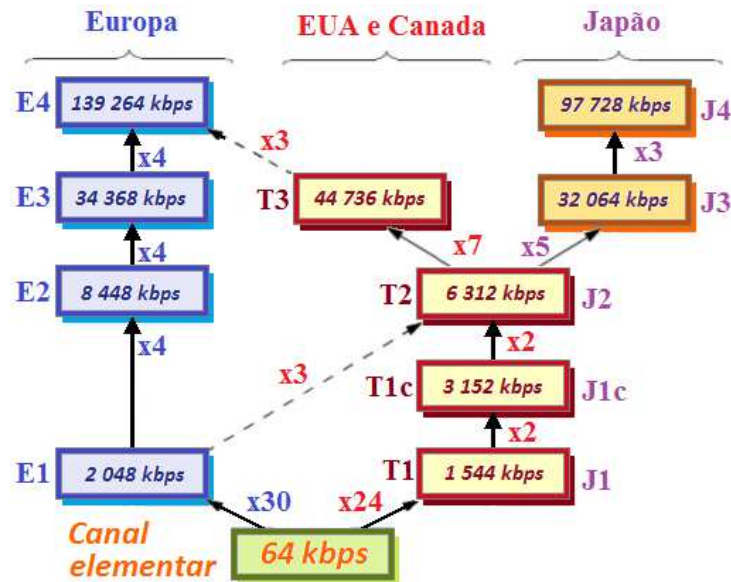 Europa
EUA e Canada
Japão
E4
139 264 kbps
97 728 kbps
J4
x3
x4
x3
E3
34 368 kbps
T3
44 736 kbps
32 064 kbps
J3
x4
x7
x5
E2
8 448 kbps
T2
6 312 kbps
J2
x4
x3
x2
T1c
3 152 kbps
J1c
x2
E1
2 048 kbps
T1
1 544 kbps
J1
x30
x24
Canal
elementar
64 kbps